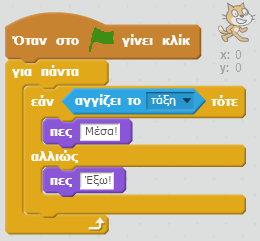 Όταν στο γίνει κλίκ
x: 0
y: 0
για πάντα
εάν αγγίζει το τάξη τότε
πες Μέσα!
αλλιώς
πες Έξω!